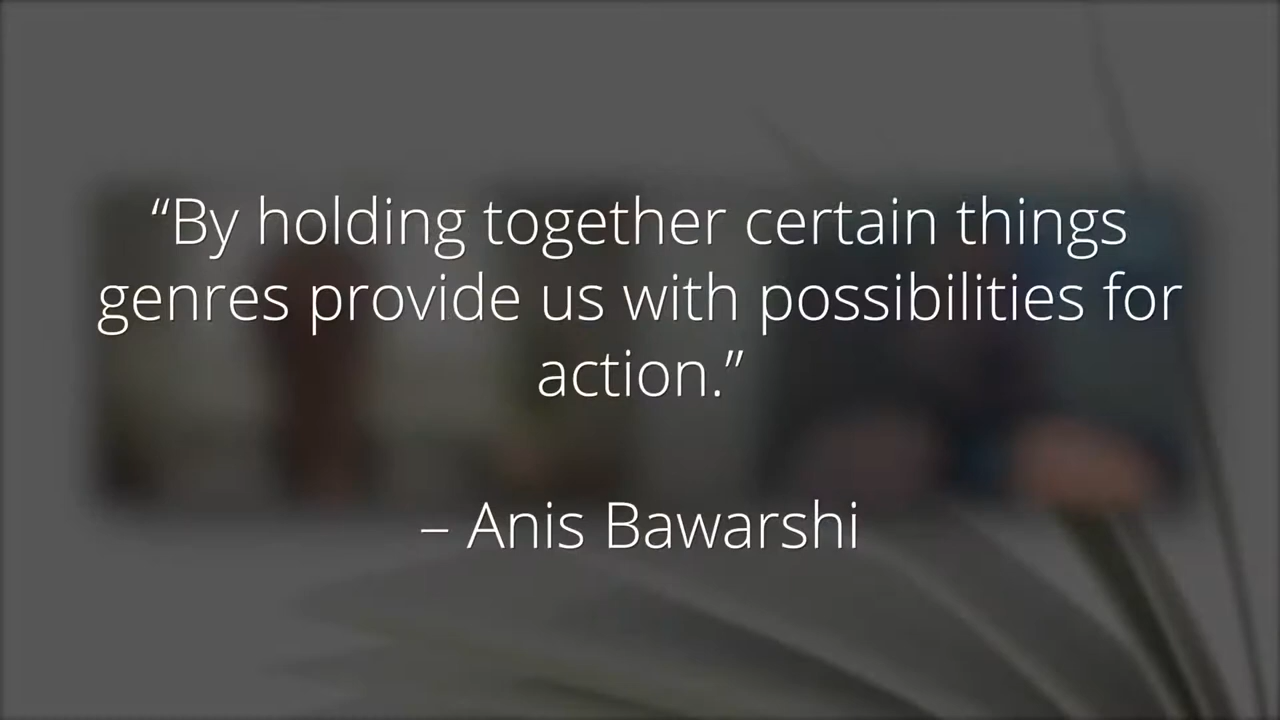 “By holding together certain things
genres provide us with possibilities for
action.”
– Anis Bawarshi